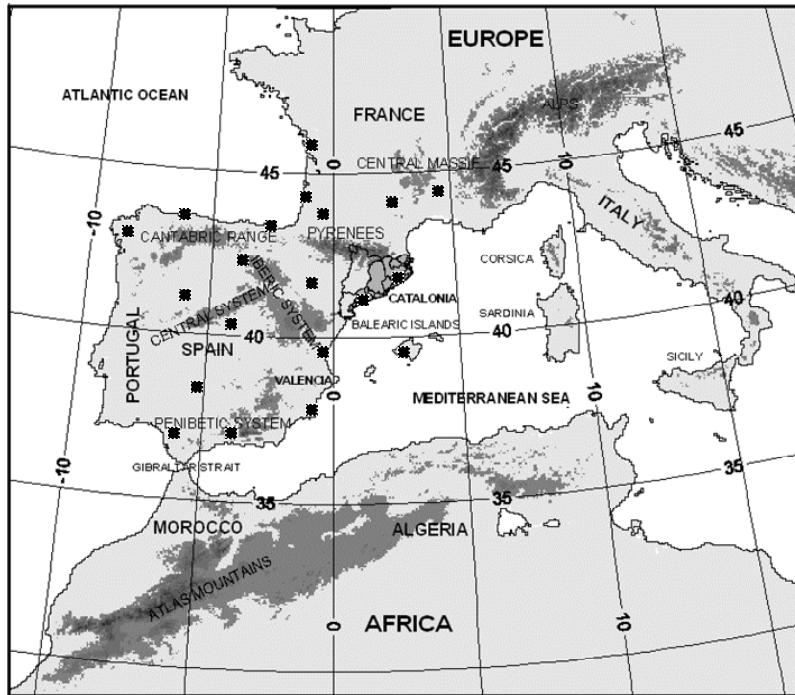 EUROPE
ATLANTIC OCEAN
ALPS
FRANCE
45
45
0
CENTRAL MASSIF
45
10
-10
CANTABRIC RANGE
PYRENEES
ITALY
CORSICA
IBERIC SYSTEM
CATALONIA
CENTRAL SYSTEM
40
SARDINIA
BALEARIC ISLANDS
40
40
SPAIN
PORTUGAL
SICILY
VALENCIA
0
MEDITERRANEAN SEA
10
PENIBETIC SYSTEM
-10
GIBRALTAR STRAIT
35
35
35
MOROCCO
ALGERIA
ATLAS MOUNTAINS
0
AFRICA
10